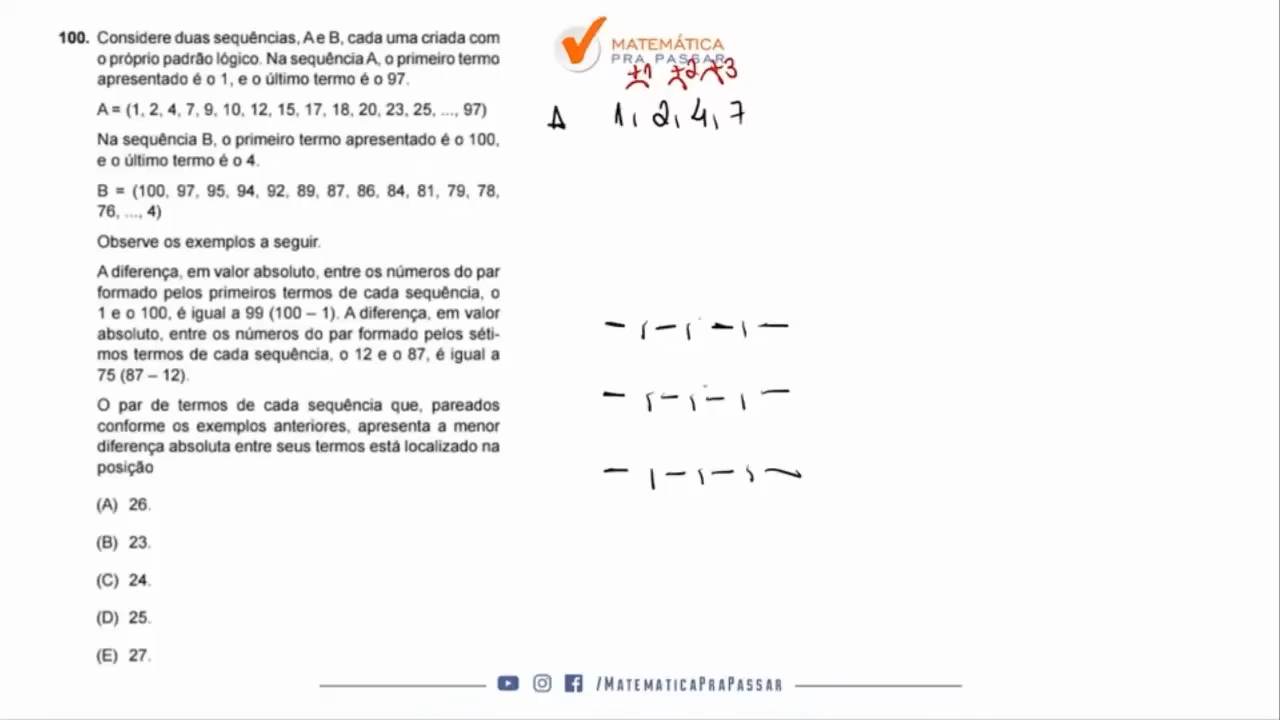 100. Considere duas sequências, A e B, cada uma criada com
o próprio padrão lógico. Na sequência A, o primeiro termo
apresentado é o 1, e o último termo é o 97.
A = (1, 2, 4, 7, 9, 10, 12, 15, 17, 18, 20, 23, 25, ..., 97)
Na sequência B, o primeiro termo apresentado é o 100,
e o último termo é o 4.
B = (100, 97, 95, 94, 92, 89, 87, 86, 84, 81, 79, 78,
76, ..., 4)
Observe os exemplos a seguir.
A diferença, em valor absoluto, entre os números do par
formado pelos primeiros termos de cada sequência, o
1 e o 100, é igual a 99 (100 – 1). A diferença, em valor
absoluto, entre os números do par formado pelos séti-
mos termos de cada sequência, o 12 e o 87, é igual a
75 (87 – 12).
O par de termos de cada sequência que, pareados
conforme os exemplos anteriores, apresenta a menor
diferença absoluta entre seus termos está localizado na
posição
(A) 26.
(B) 23.
(C) 24.
(D) 25.
(E) 27.
MATEMÁTICA
PRA PASSAR
+1 +2 +3
A 1, 2, 4, 7
/MATEMATICAPRAPASSAR